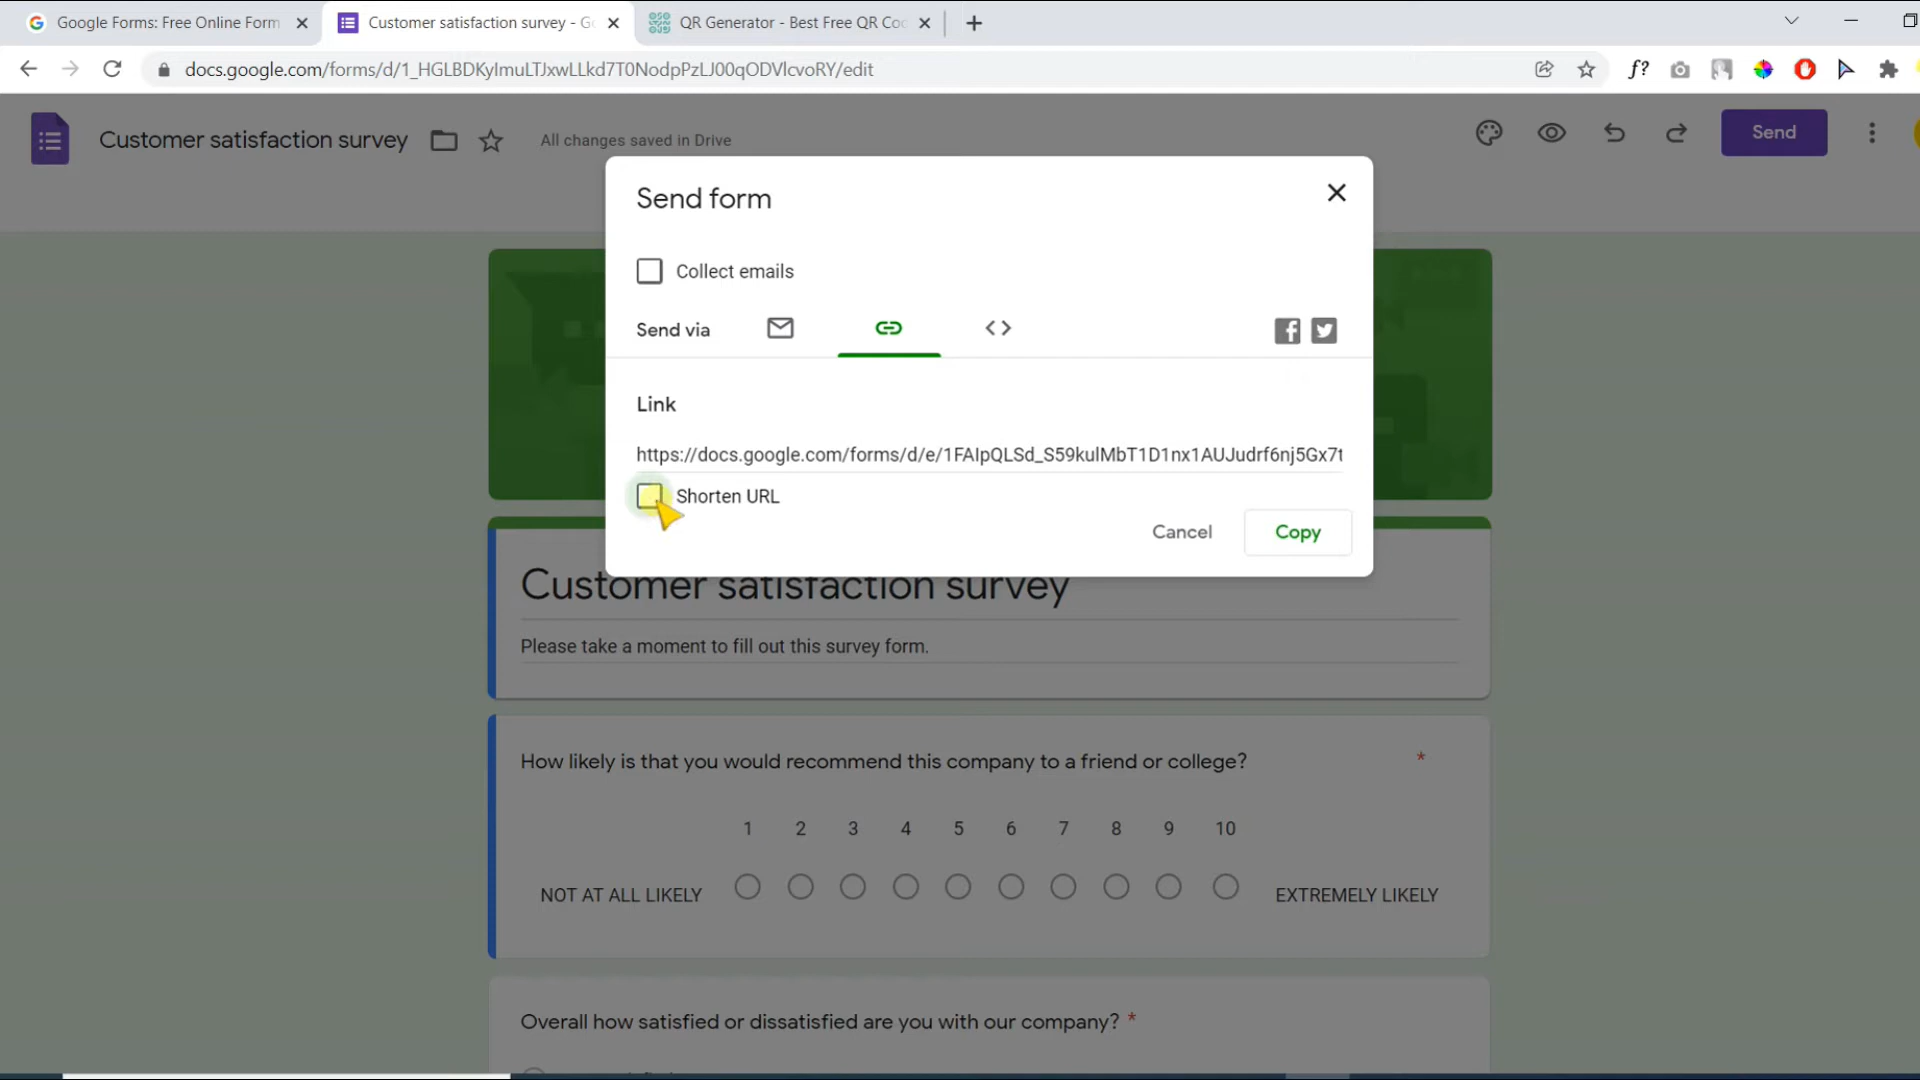 Google Forms: Free Online Form
Customer satisfaction survey - Go
QR Generator - Best Free QR Coc
docs.google.com/forms/d/1_HGLBDKyImuLTJxwLLkd7T0NodpPzLJ00qODVlcvoRY/edit
f?
Customer satisfaction survey
All changes saved in Drive
Send
Send form
Collect emails
Send via
Link
https://docs.google.com/forms/d/e/1FAIpQLSd_S59kulMbT1D1nx1AUJudrf6nj5Gx7t
Shorten URL
Cancel
Copy
Customer satisfaction survey
Please take a moment to fill out this survey form.
How likely is that you would recommend this company to a friend or college? *
1 2 3 4 5 6 7 8 9 10
NOT AT ALL LIKELY
EXTREMELY LIKELY
Overall how satisfied or dissatisfied are you with our company? *